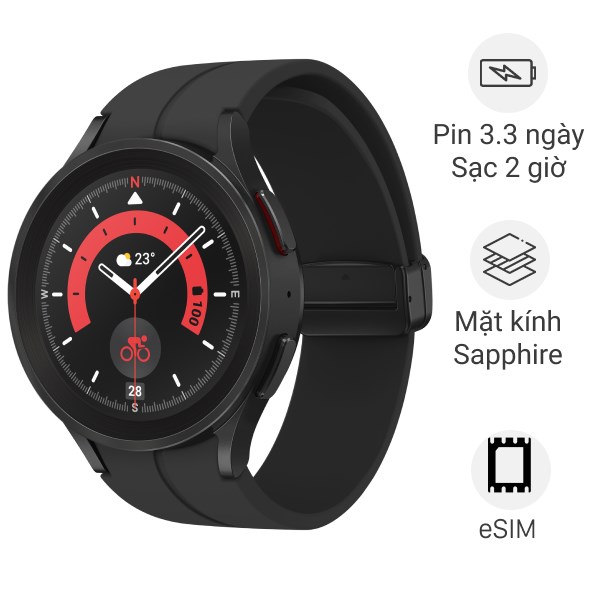 N
23°
W
E
100
28
S
Pin 3.3 ngày
Sạc 2 giờ
Mặt kính
Sapphire
eSIM